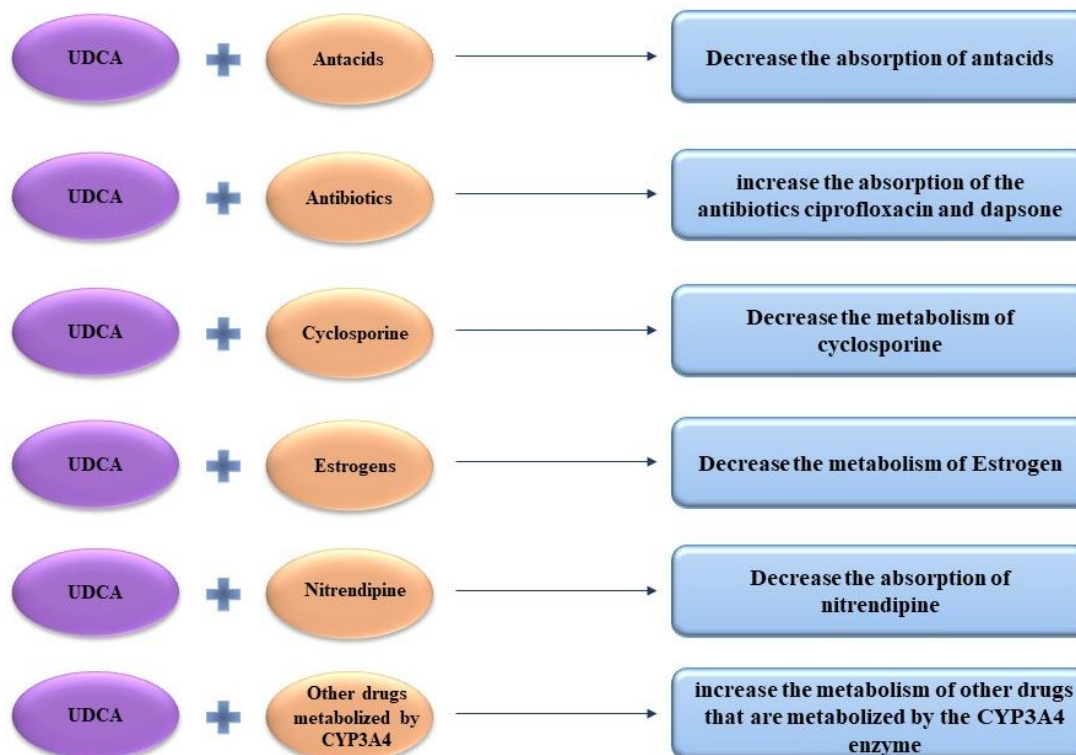 UDCA
Antacids
Decrease the absorption of antacids
UDCA
Antibiotics
increase the absorption of the
antibiotics ciprofloxacin and dapsone
UDCA
Cyclosporine
Decrease the metabolism of
cyclosporine
UDCA
Estrogens
Decrease the metabolism of Estrogen
UDCA
Nitrendipine
Decrease the absorption of
nitrendipine
UDCA
Other drugs
metabolized by
CYP3A4
increase the metabolism of other drugs
that are metabolized by the CYP3A4
enzyme